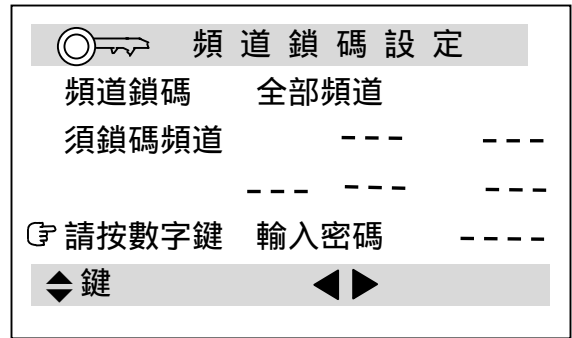 頻道鎖碼設定
頻道鎖碼 全部頻道
須鎖碼頻道 --- ---
--- --- ---
請按數字鍵 輸入密碼 ----
鍵